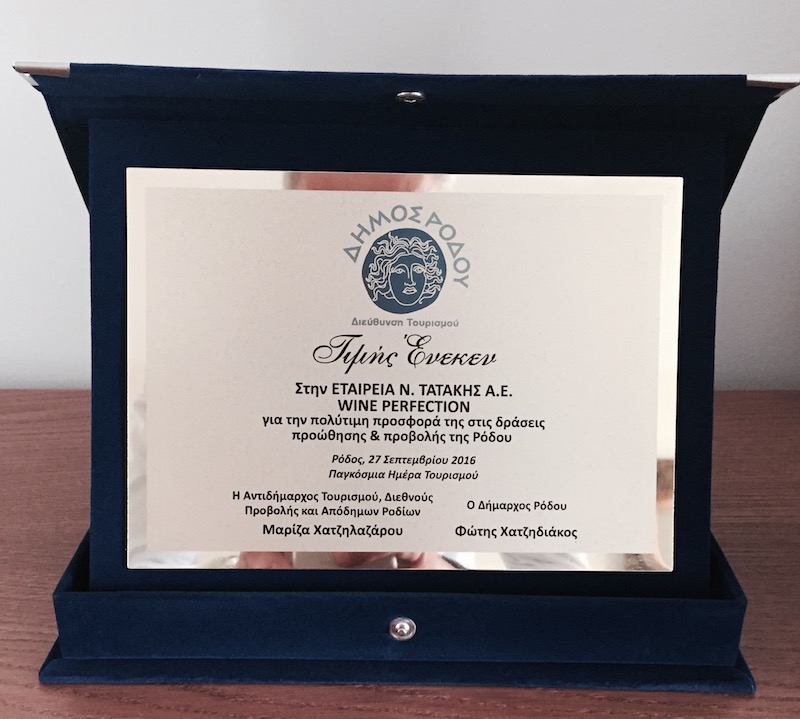 ΔΗΜΟΣ ΡΟΔΟΥ
Διεύθυνση Τουρισμού
Τιμής Ένεκεν
Στην ΕΤΑΙΡΕΙΑ Ν. ΤΑΤΑΚΗΣ Α.Ε.
WINE PERFECTION
για την πολύτιμη προσφορά της στις δράσεις
προώθησης & προβολής της Ρόδου
Ρόδος, 27 Σεπτεμβρίου 2016
Παγκόσμια Ημέρα Τουρισμού
Η Αντιδήμαρχος Τουρισμού, Διεθνούς
Προβολής και Απόδημων Ροδίων
Μαρίζα Χατζηλαζάρου
Ο Δήμαρχος Ρόδου
Φώτης Χατζηδιάκος